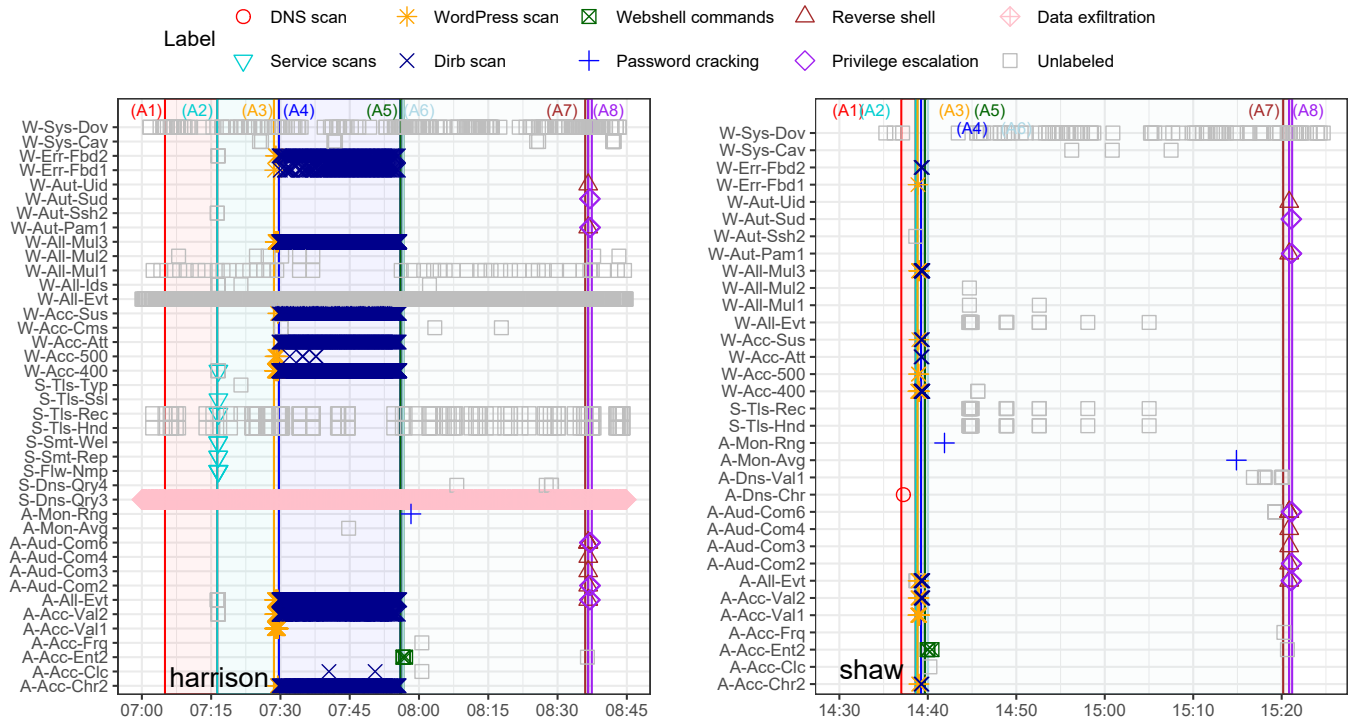 DNS scan WordPress scan Webshell commands Reverse shell Data exfiltration
Label
Service scans Dirb scan Password cracking Privilege escalation Unlabeled
(A1) (A2) (A3) (A4) (A5) (A6) (A7) (A8)
W-Sys-Dov
W-Sys-Cav
W-Err-Fbd2
W-Err-Fbd1
W-Aut-Uid
W-Aut-Sud
W-Aut-Ssh2
W-Aut-Pam1
W-All-Mul3
W-All-Mul2
W-All-Mul1
W-All-Ids
W-All-Evt
W-Acc-Sus
W-Acc-Cms
W-Acc-Att
W-Acc-500
W-Acc-400
S-Tls-Typ
S-Tls-Ssl
S-Tls-Rec
S-Tls-Hnd
S-Smt-Wel
S-Smt-Rep
S-Flw-Nmp
S-Dns-Qry4
S-Dns-Qry3
A-Mon-Rng
A-Mon-Avg
A-Aud-Com6
A-Aud-Com4
A-Aud-Com3
A-Aud-Com2
A-All-Evt
A-Acc-Val2
A-Acc-Val1
A-Acc-Frq
A-Acc-Ent2
A-Acc-Clc
A-Acc-Chr2
harrison
07:00 07:15 07:30 07:45 08:00 08:15 08:30 08:45
(A1) (A2) (A3) (A5) (A7) (A8)
(A4) (A6)
W-Sys-Dov
W-Sys-Cav
W-Err-Fbd2
W-Err-Fbd1
W-Aut-Uid
W-Aut-Sud
W-Aut-Ssh2
W-Aut-Pam1
W-All-Mul3
W-All-Mul2
W-All-Mul1
W-All-Evt
W-Acc-Sus
W-Acc-Att
W-Acc-500
W-Acc-400
S-Tls-Rec
S-Tls-Hnd
A-Mon-Rng
A-Mon-Avg
A-Dns-Val1
A-Dns-Chr
A-Aud-Com6
A-Aud-Com4
A-Aud-Com3
A-Aud-Com2
A-All-Evt
A-Acc-Val2
A-Acc-Val1
A-Acc-Frq
A-Acc-Ent2
A-Acc-Clc
A-Acc-Chr2
shaw
14:30 14:40 14:50 15:00 15:10 15:20